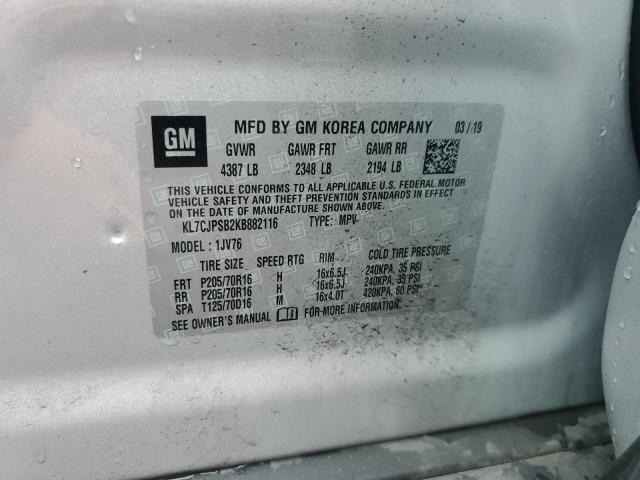 GM MFD BY GM KOREA COMPANY 03/19
GVWR GAWR FRT GAWR RR
4387 LB 2348 LB 2194 LB
THIS VEHICLE CONFORMS TO ALL APPLICABLE U.S. FEDERAL MOTOR
VEHICLE SAFETY AND THEFT PREVENTION STANDARDS IN EFFECT
ON THE DATE OF MANUFACTURE SHOWN ABOVE.
KL7CJPSB2KB882116 TYPE: MPV
MODEL: 1JV76
TIRE SIZE SPEED RTG RIM COLD TIRE PRESSURE
FRT P205/70R16 H 16x6.5J 240KPA, 35 PSI
RR P205/70R16 H 16x6.5J 240KPA, 35 PSI
SPA T125/70D16 M 16x4.0T 420KPA, 60 PSI
SEE OWNER'S MANUAL FOR MORE INFORMATION